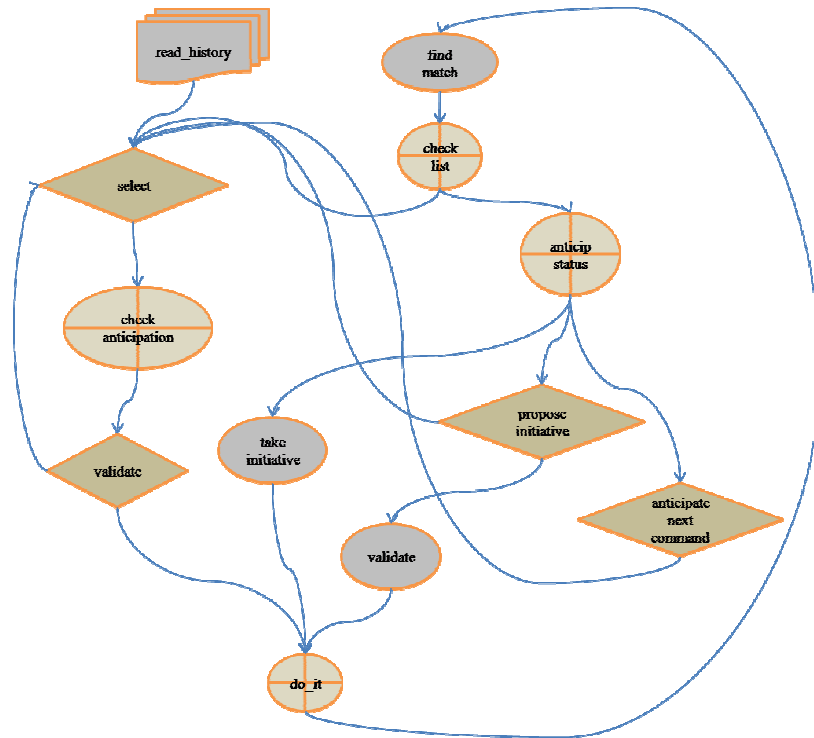 read_history
find
match
check
list
select
anticip
status
check
anticipation
propose
initiative
take
initiative
validate
anticipate
next
command
validate
do_it